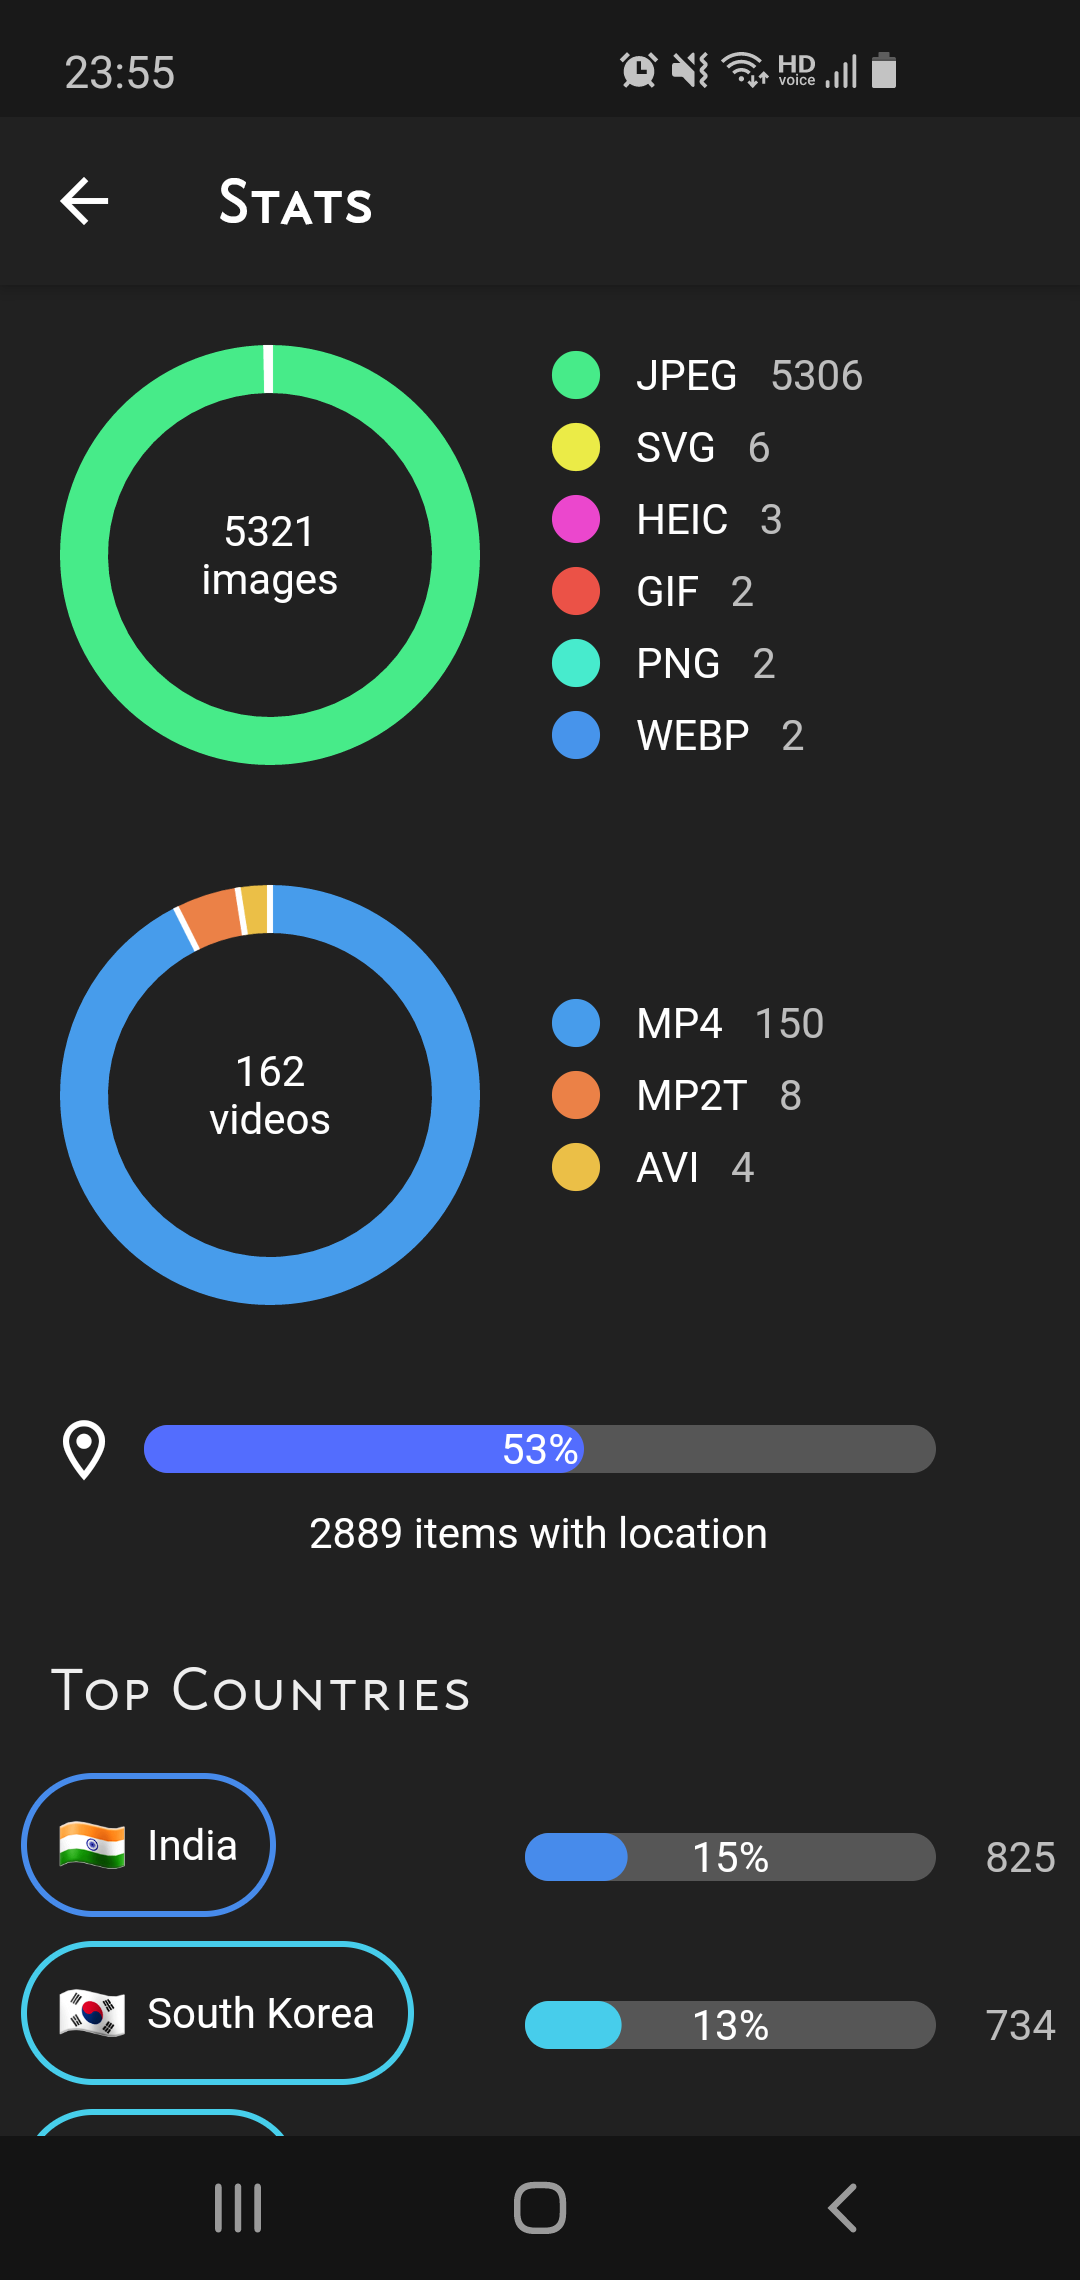 23:55
HD
voice
Stats
5321
images
JPEG 5306
SVG 6
HEIC 3
GIF 2
PNG 2
WEBP 2
162
videos
MP4 150
MP2T 8
AVI 4
53%
2889 items with location
Top Countries
India 15% 825
South Korea 13% 734